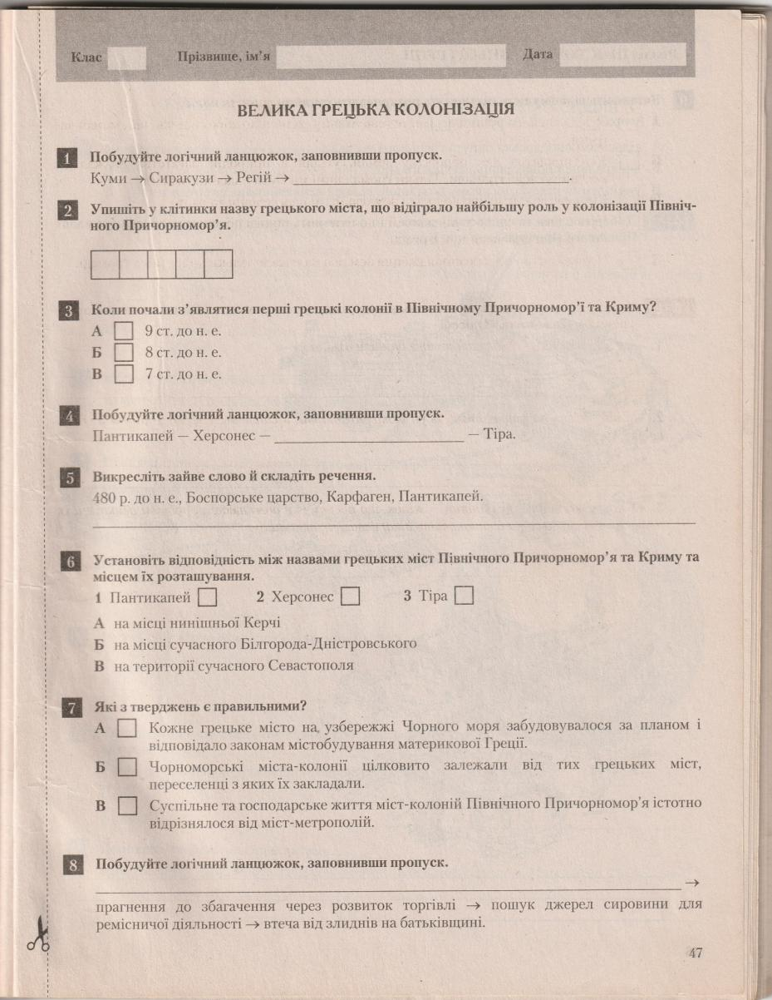 Клас Прізвище, ім’я Дата
ВЕЛИКА ГРЕЦЬКА КОЛОНІЗАЦІЯ
1 Побудуйте логічний ланцюжок, заповнивши пропуск.
Куми → Сиракузи → Регій → ______________________.
2 Упишіть у клітинки назву грецького міста, що відіграло найбільшу роль у колонізації Північ-
ного Причорномор’я.
3 Коли почали з’являтися перші грецькі колонії в Північному Причорномор’ї та Криму?
А 9 ст. до н. е.
Б 8 ст. до н. е.
В 7 ст. до н. е.
4 Побудуйте логічний ланцюжок, заповнивши пропуск.
Пантикапей — Херсонес — ______________________ — Тіра.
5 Викресліть зайве слово й складіть речення.
480 р. до н. е., Боспорське царство, Карфаген, Пантикапей.
6 Установіть відповідність між назвами грецьких міст Північного Причорномор’я та Криму та
місцем їх розташування.
1 Пантикапей 2 Херсонес 3 Тіра
А на місці нинішньої Керчі
Б на місці сучасного Білгорода-Дністровського
В на території сучасного Севастополя
7 Які з тверджень є правильними?
А Кожне грецьке місто на узбережжі Чорного моря забудовувалося за планом і
відповідало законам містобудування материкової Греції.
Б Чорноморські міста-колонії цілковито залежали від тих грецьких міст,
переселенці з яких їх закладали.
В Суспільне та господарське життя міст-колоній Північного Причорномор’я істотно
відрізнялося від міст-метрополій.
8 Побудуйте логічний ланцюжок, заповнивши пропуск.
______________________ →
прагнення до збагачення через розвиток торгівлі → пошук джерел сировини для
ремісничої діяльності → втеча від злиднів на батьківщині.
47